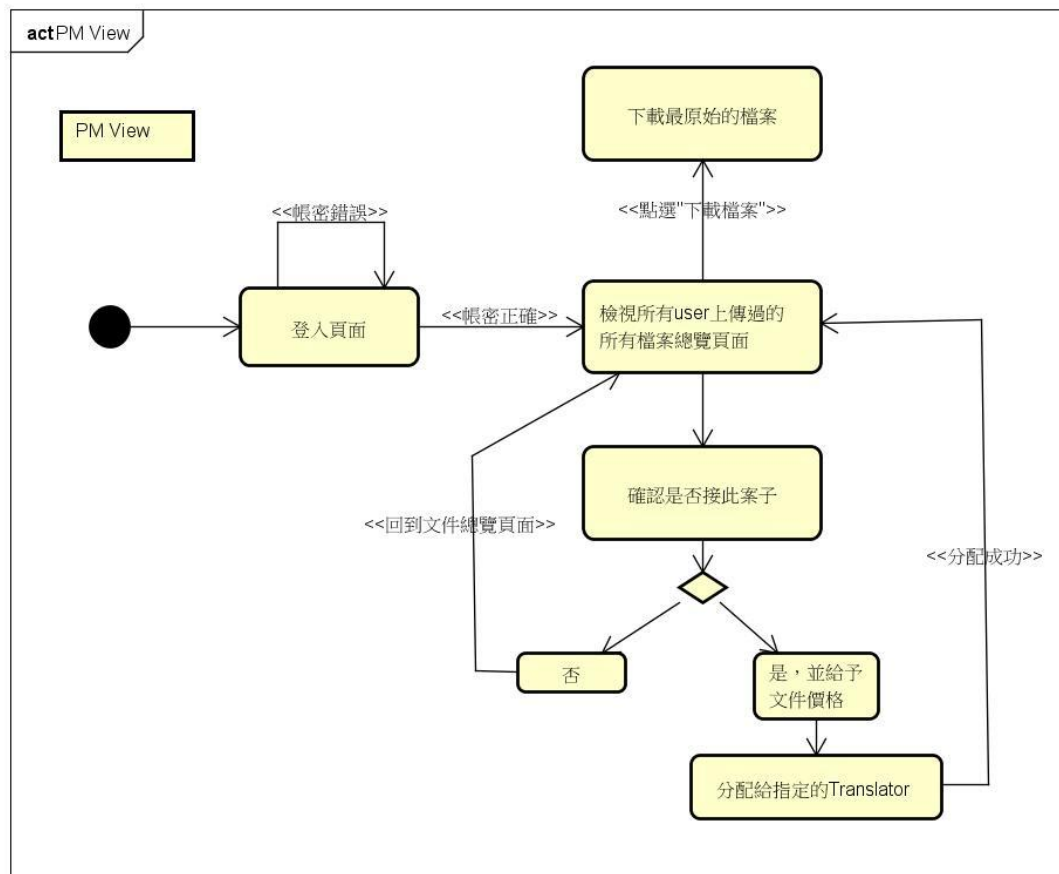 actPM View
PM View
下載最原始的檔案
<<點選"下載檔案">>
<<帳密錯誤>>
登入頁面
<<帳密正確>>
檢視所有user上傳過的
所有檔案總覽頁面
確認是否接此案子
<<回到文件總覽頁面>>
<<分配成功>>
否
是，並給予
文件價格
分配給指定的Translator